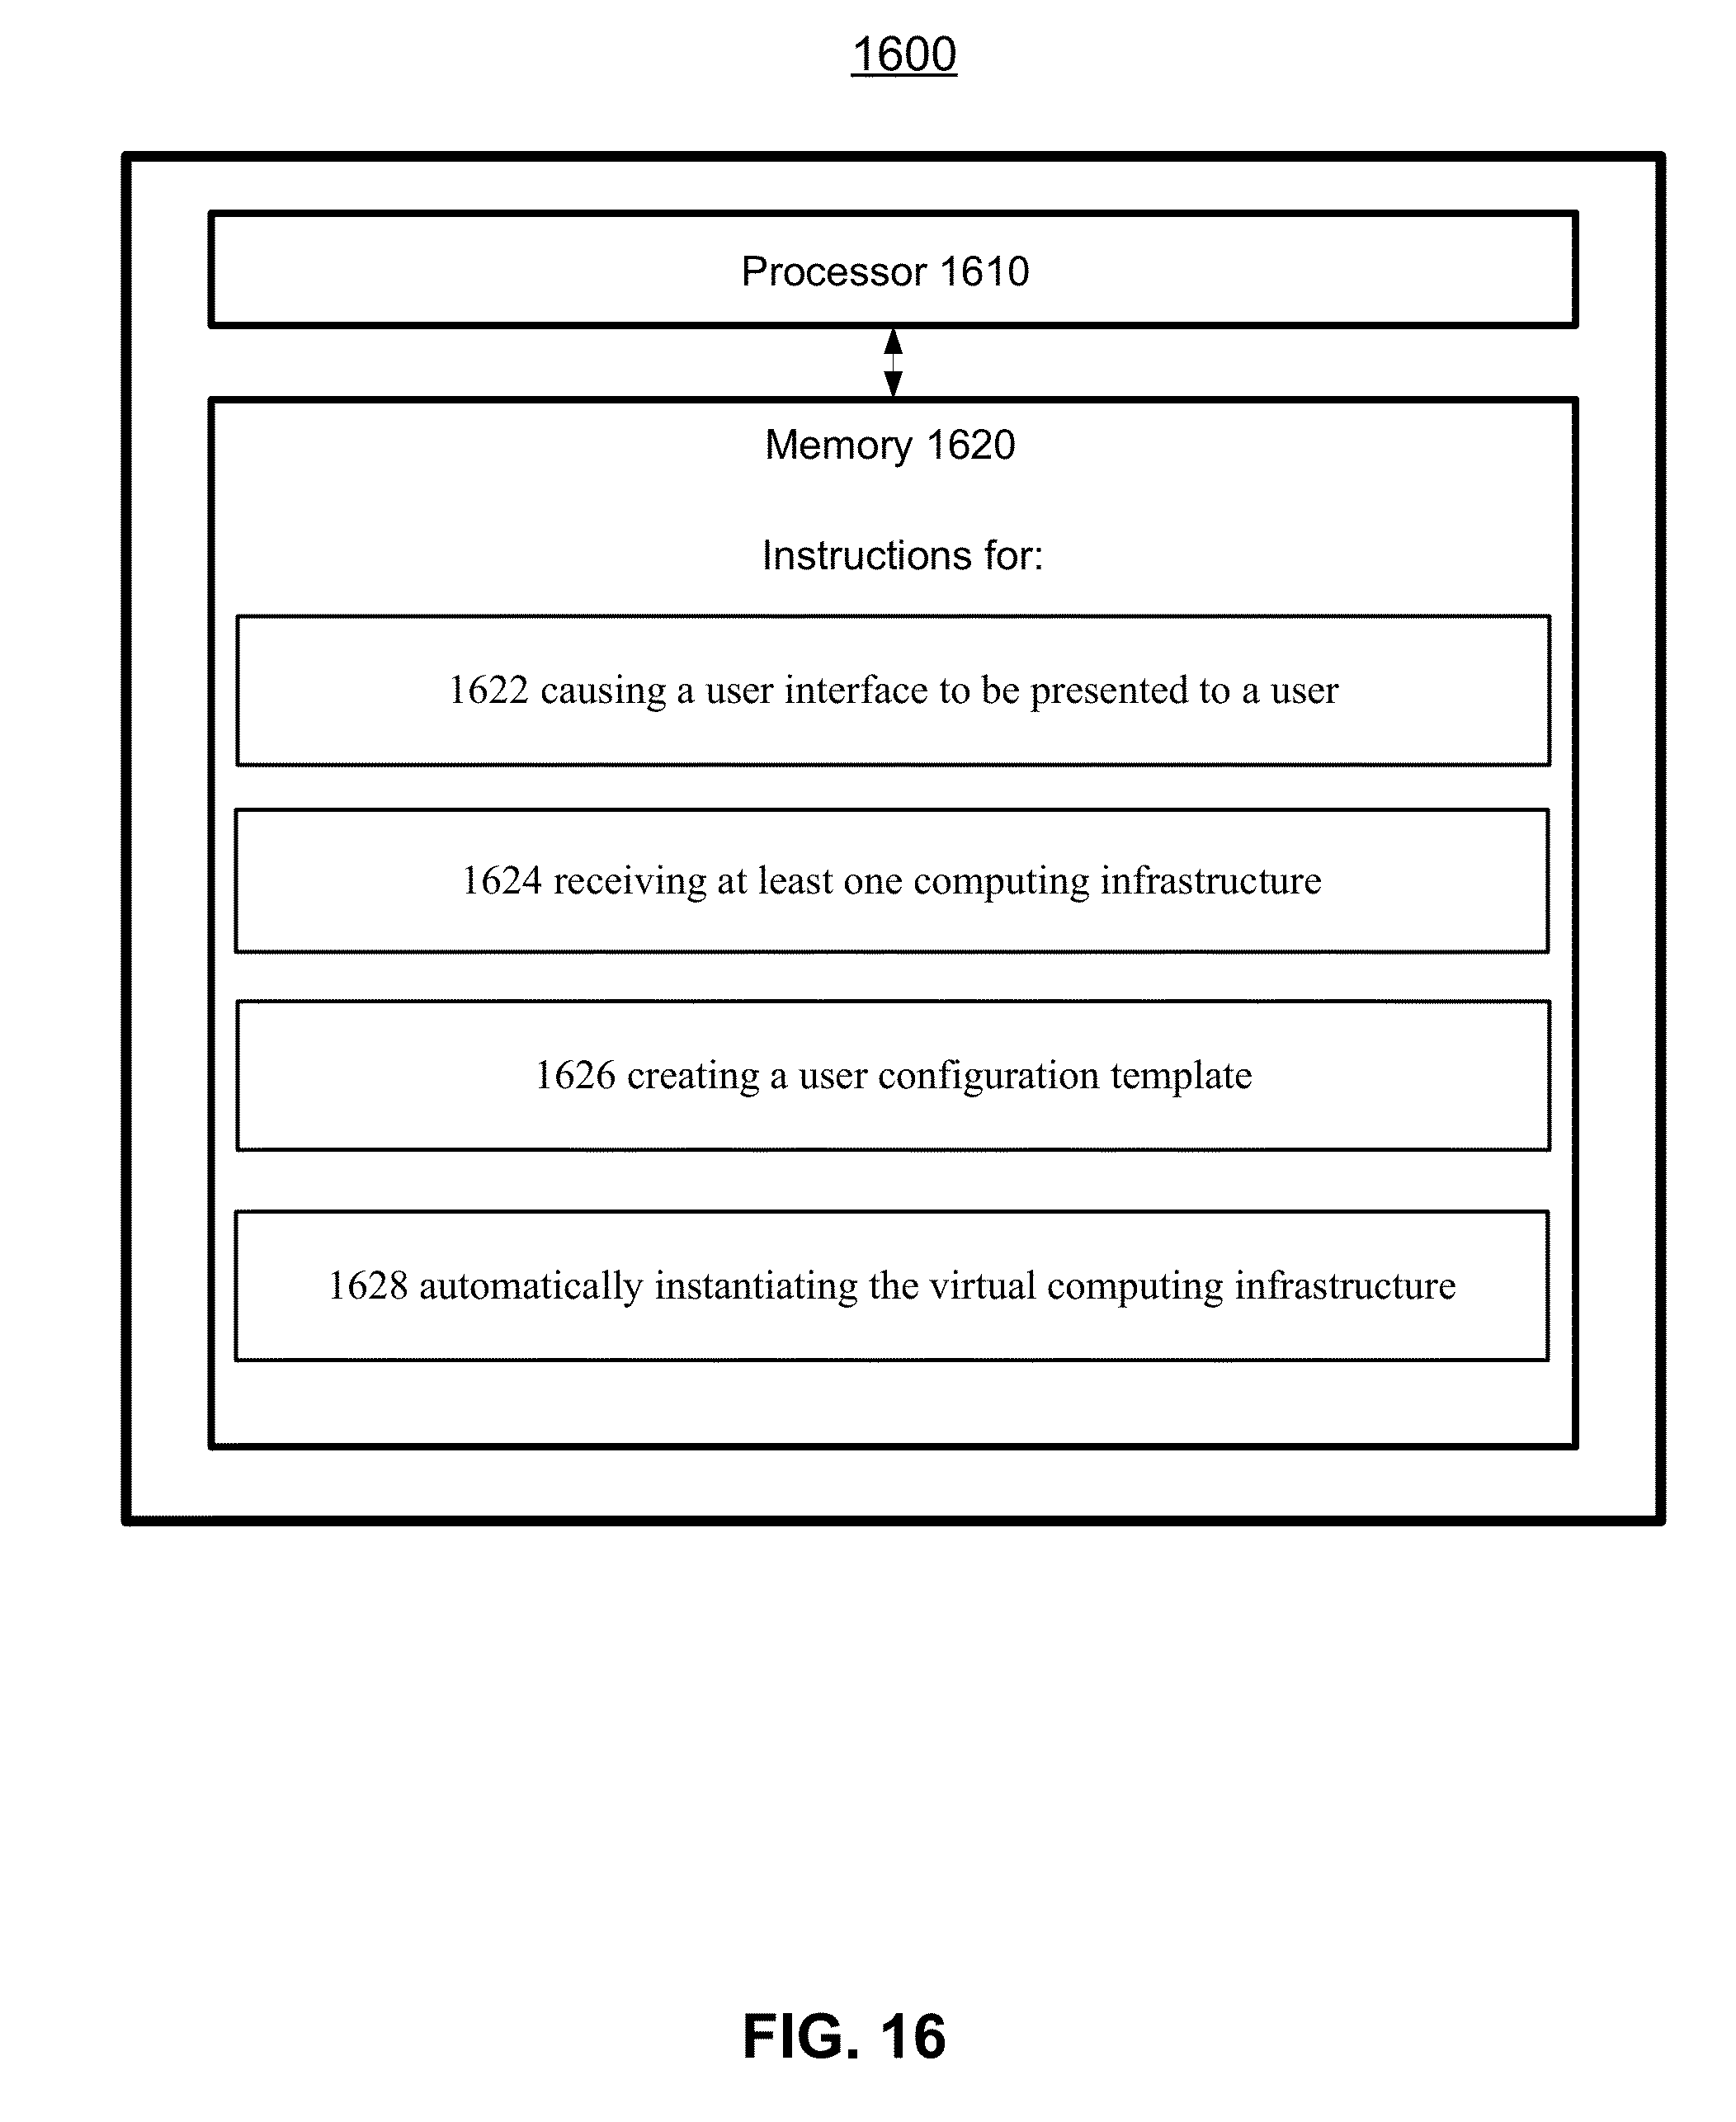 1600
Processor 1610
Memory 1620
Instructions for:
1622 causing a user interface to be presented to a user
1624 receiving at least one computing infrastructure
1626 creating a user configuration template
1628 automatically instantiating the virtual computing infrastructure
FIG. 16